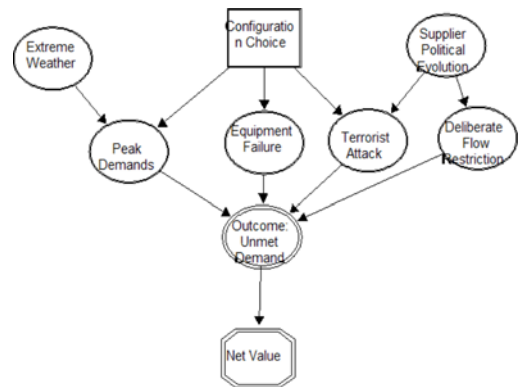 Extreme
Weather
Configuratio
n Choice
Supplier
Political
Evolution
Peak
Demands
Equipment
Failure
Terrorist
Attack
Deliberate
Flow
Restriction
Outcome:
Unmet
Demand
Net Value